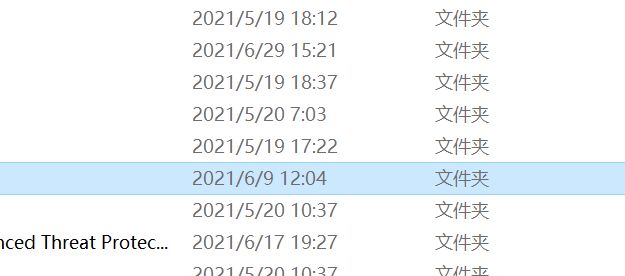 2021/5/19 18:12 文件夹
2021/6/29 15:21 文件夹
2021/5/19 18:37 文件夹
2021/5/20 7:03 文件夹
2021/5/19 17:22 文件夹
2021/6/9 12:04 文件夹
2021/5/20 10:37 文件夹
nced Threat Protec... 2021/6/17 19:27 文件夹
2021/5/20 10:37 文件夹